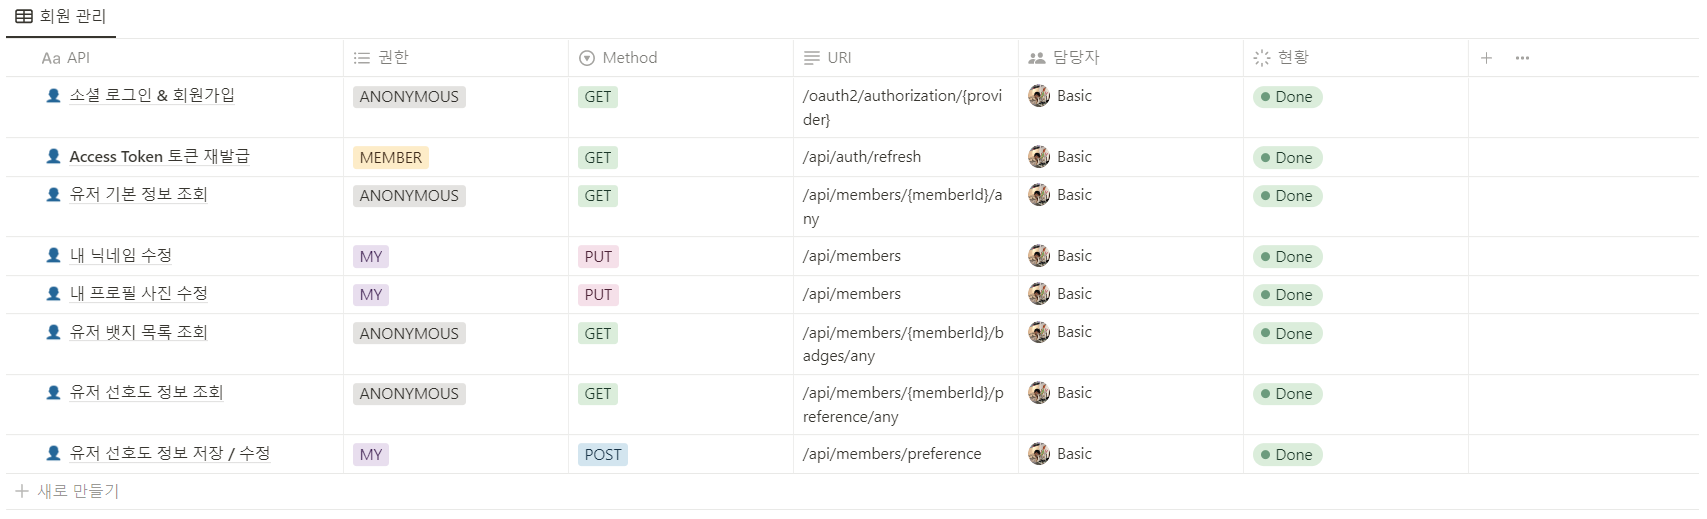 회원 관리
Aa API 권한 Method URI 담당자 현황
소셜 로그인 & 회원가입 ANONYMOUS GET /oauth2/authorization/{provi Basic Done
der}
Access Token 토큰 재발급 MEMBER GET /api/auth/refresh Basic Done
유저 기본 정보 조회 ANONYMOUS GET /api/members/{memberId}/a Basic Done
ny
내 닉네임 수정 MY PUT /api/members Basic Done
내 프로필 사진 수정 MY PUT /api/members Basic Done
유저 뱃지 목록 조회 ANONYMOUS GET /api/members/{memberId}/b Basic Done
adges/any
유저 선호도 정보 조회 ANONYMOUS GET /api/members/{memberId}/p Basic Done
reference/any
유저 선호도 정보 저장 / 수정 MY POST /api/members/preference Basic Done
새로 만들기